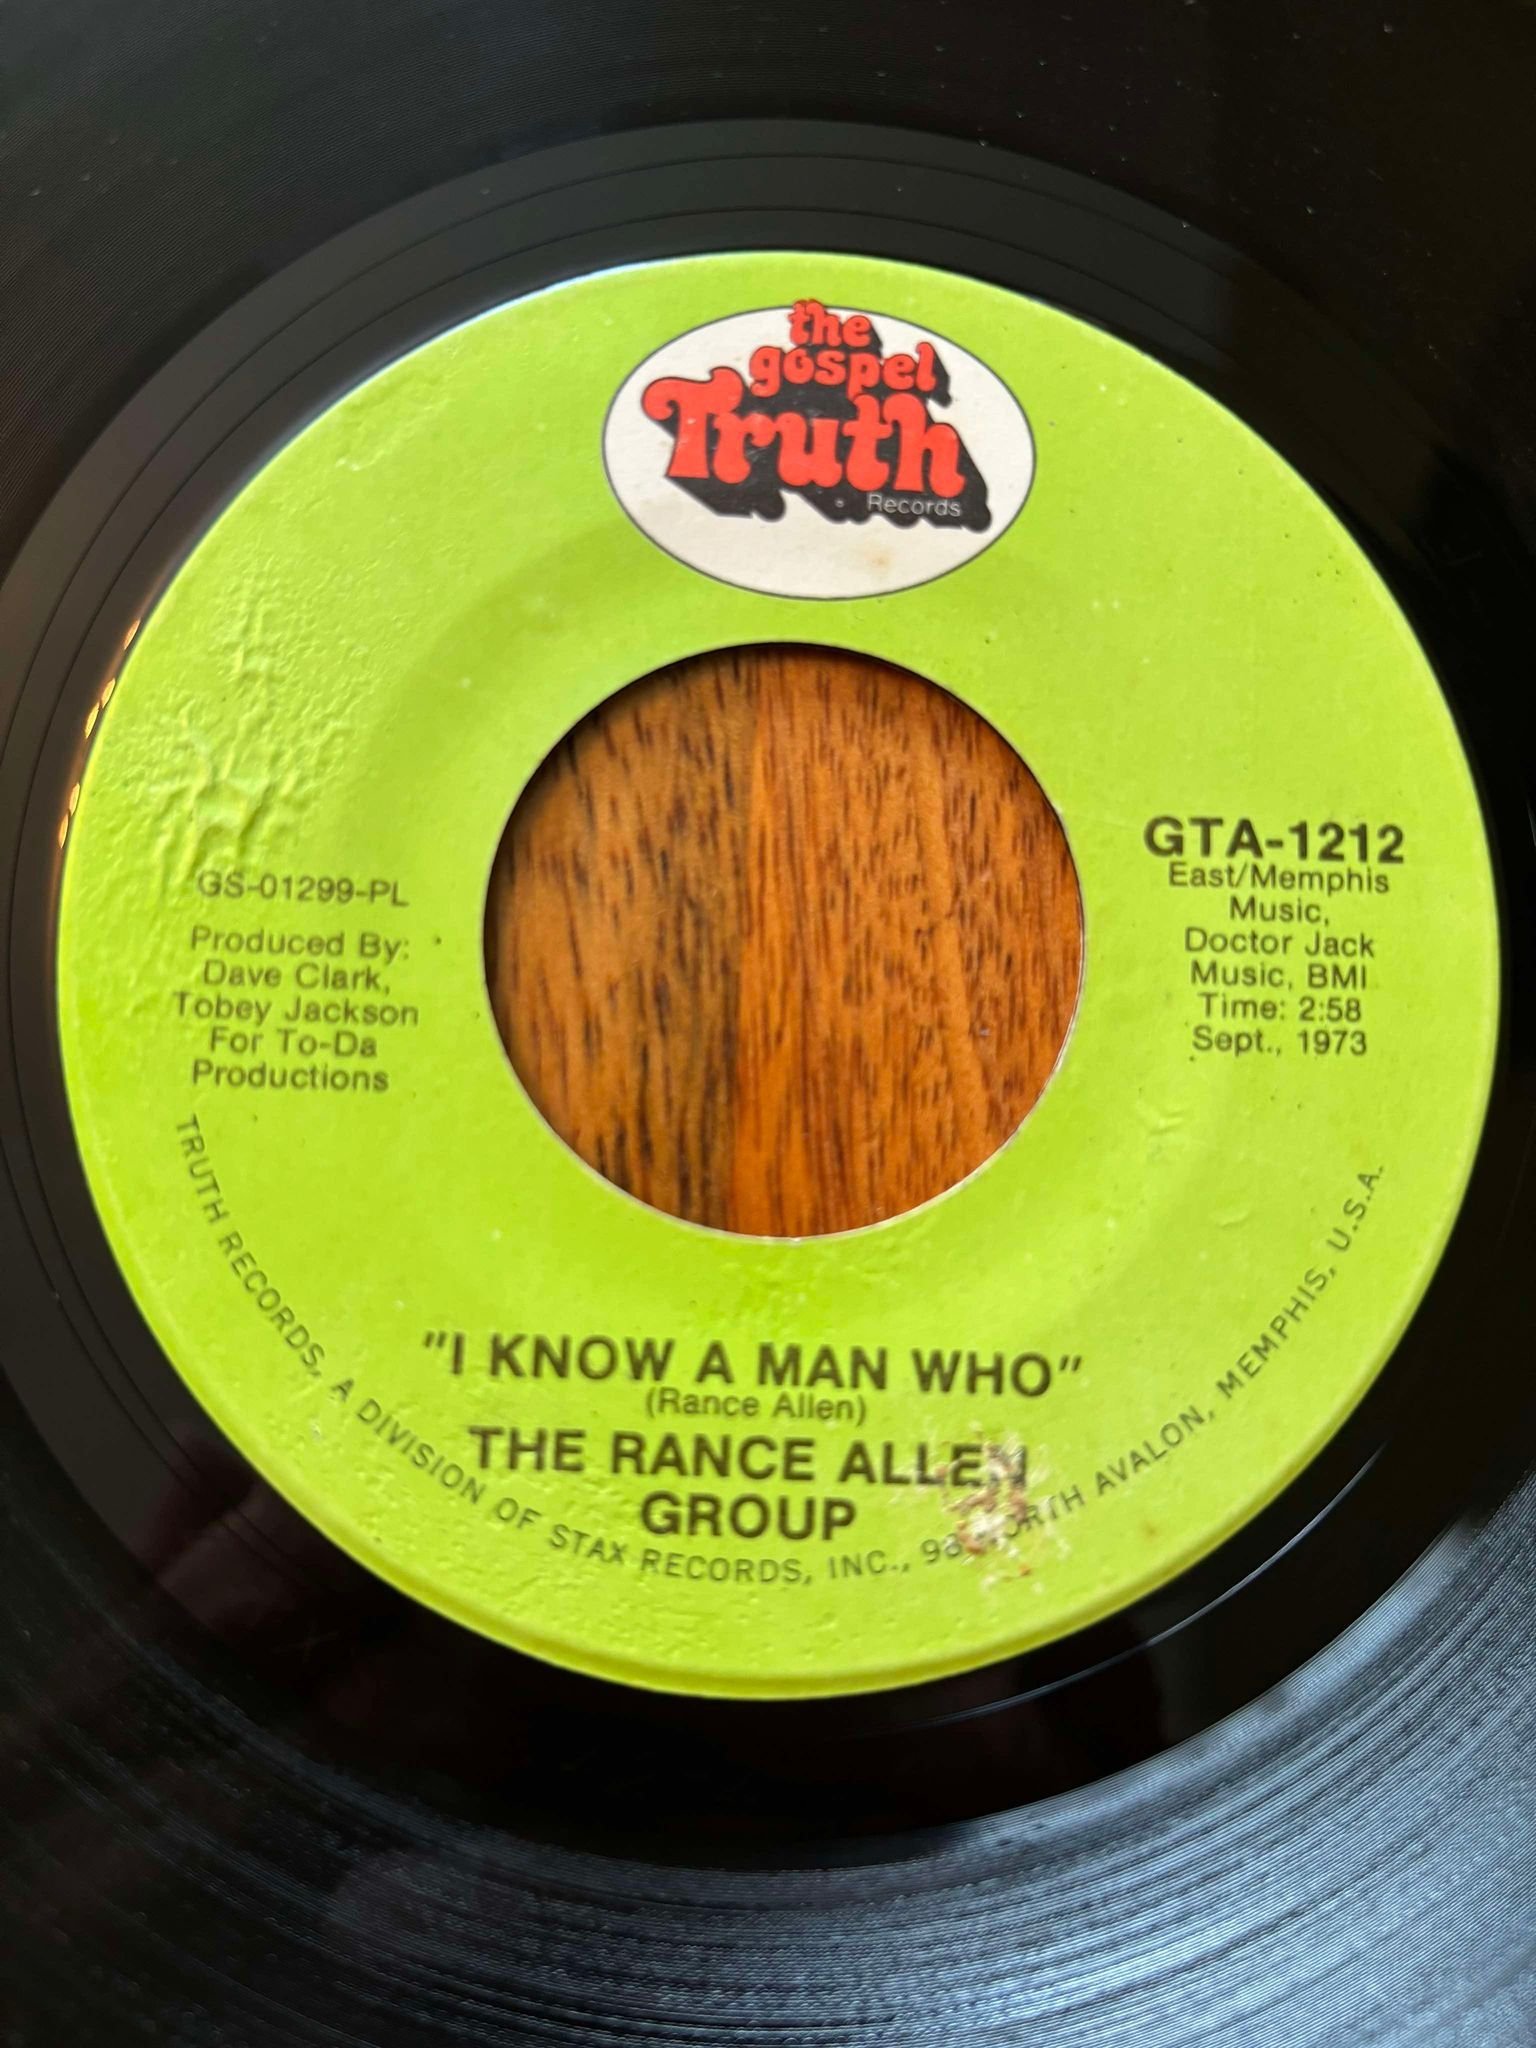 the
gospel
Truth
Records
GS-01299-PL
Produced By:
Dave Clark,
Tobey Jackson
For To-Da
Productions
GTA-1212
East/Memphis
Music,
Doctor Jack
Music, BMI
Time: 2:58
Sept., 1973
"I KNOW A MAN WHO"
(Rance Allen)
THE RANCE ALLEN
GROUP
TRUTH RECORDS, A DIVISION OF STAX RECORDS, INC., NORTH AVALON, MEMPHIS, U.S.A.